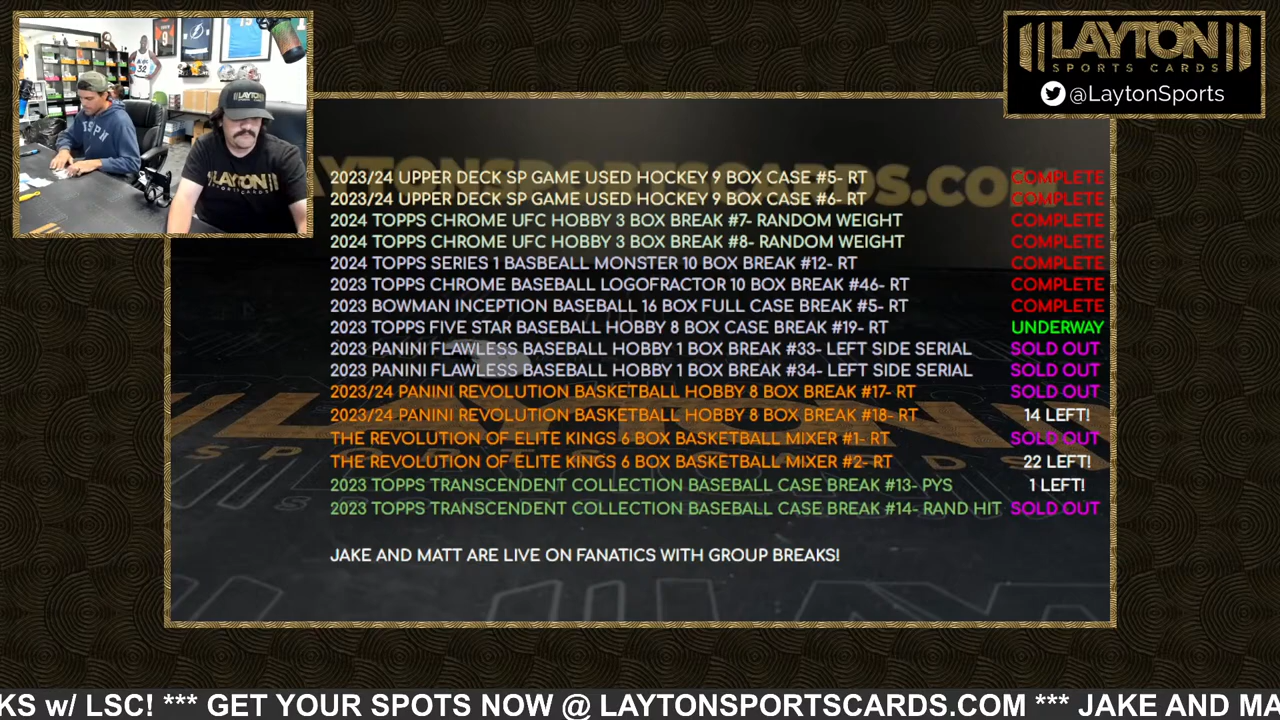 LAYTON
SPORTS CARDS
@LaytonSports
2023/24 UPPER DECK SP GAME USED HOCKEY 9 BOX CASE #5- RT COMPLETE
2023/24 UPPER DECK SP GAME USED HOCKEY 9 BOX CASE #6- RT COMPLETE
2024 TOPPS CHROME UFC HOBBY 3 BOX BREAK #7- RANDOM WEIGHT COMPLETE
2024 TOPPS CHROME UFC HOBBY 3 BOX BREAK #8- RANDOM WEIGHT COMPLETE
2024 TOPPS SERIES 1 BASBEALL MONSTER 10 BOX BREAK #12- RT COMPLETE
2023 TOPPS CHROME BASEBALL LOGOFRACTOR 10 BOX BREAK #46- RT COMPLETE
2023 BOWMAN INCEPTION BASEBALL 16 BOX FULL CASE BREAK #5- RT COMPLETE
2023 TOPPS FIVE STAR BASEBALL HOBBY 8 BOX CASE BREAK #19- RT UNDERWAY
2023 PANINI FLAWLESS BASEBALL HOBBY 1 BOX BREAK #33- LEFT SIDE SERIAL SOLD OUT
2023 PANINI FLAWLESS BASEBALL HOBBY 1 BOX BREAK #34- LEFT SIDE SERIAL SOLD OUT
2023/24 PANINI REVOLUTION BASKETBALL HOBBY 8 BOX BREAK #17- RT SOLD OUT
2023/24 PANINI REVOLUTION BASKETBALL HOBBY 8 BOX BREAK #18- RT 14 LEFT!
THE REVOLUTION OF ELITE KINGS 6 BOX BASKETBALL MIXER #1- RT SOLD OUT
THE REVOLUTION OF ELITE KINGS 6 BOX BASKETBALL MIXER #2- RT 22 LEFT!
2023 TOPPS TRANSCENDENT COLLECTION BASEBALL CASE BREAK #13- PYS 1 LEFT!
2023 TOPPS TRANSCENDENT COLLECTION BASEBALL CASE BREAK #14- RAND HIT SOLD OUT
JAKE AND MATT ARE LIVE ON FANATICS WITH GROUP BREAKS!
KS w/ LSC! *** GET YOUR SPOTS NOW @ LAYTONSPORTSCARDS.COM *** JAKE AND MA